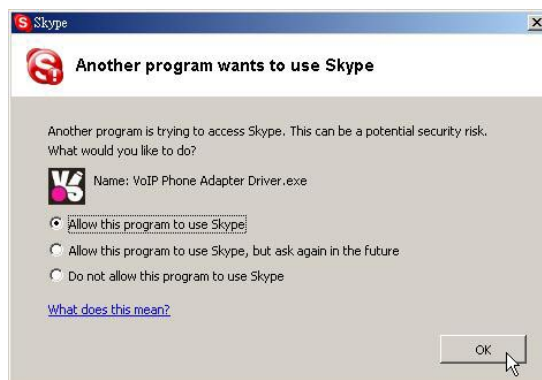 Skype
Another program wants to use Skype
Another program is trying to access Skype. This can be a potential security risk.
What would you like to do?
Name: VoIP Phone Adapter Driver.exe
Allow this program to use Skype
Allow this program to use Skype, but ask again in the future
Do not allow this program to use Skype
What does this mean?
OK